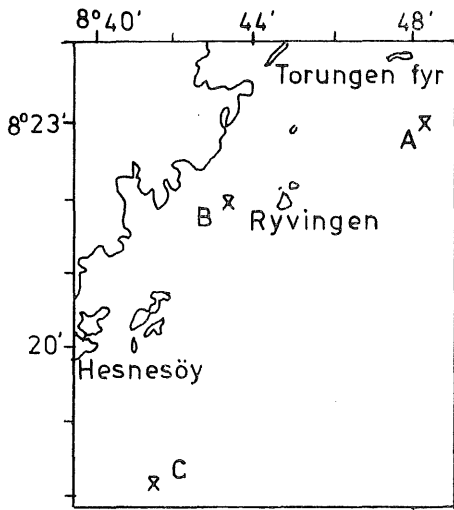 8°40' 44' 48'
Torungen fyr
8°23'
A
B Ryvingen
20'
Hesnesöy
C